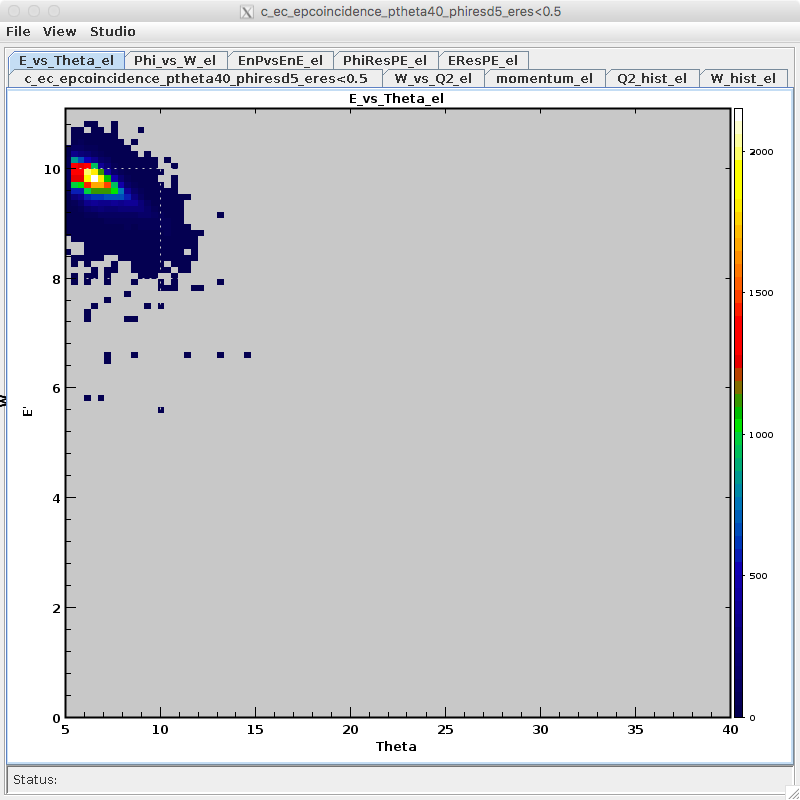 c_ec_epcoincidence_ptheta40_phiresd5_eres<0.5
File View Studio
E_vs_Theta_el Phi_vs_W_el EnPvsEnE_el PhiResPE_el EResPE_el
c_ec_epcoincidence_ptheta40_phiresd5_eres<0.5 W_vs_Q2_el momentum_el Q2_hist_el W_hist_el
E_vs_Theta_el
10
8
6
4
2
0
E'
W
5 10 15 20 25 30 35 40
Theta
2000
1500
1000
500
0
Status: